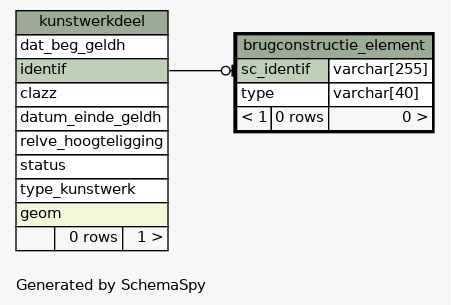 kunstwerkdeel
dat_beg_geldh
identif
clazz
datum_einde_geldh
relve_hoogteligging
status
type_kunstwerk
geom
0 rows 1 >
brugconstructie_element
sc_identif varchar[255]
type varchar[40]
< 1 0 rows 0 >
Generated by SchemaSpy